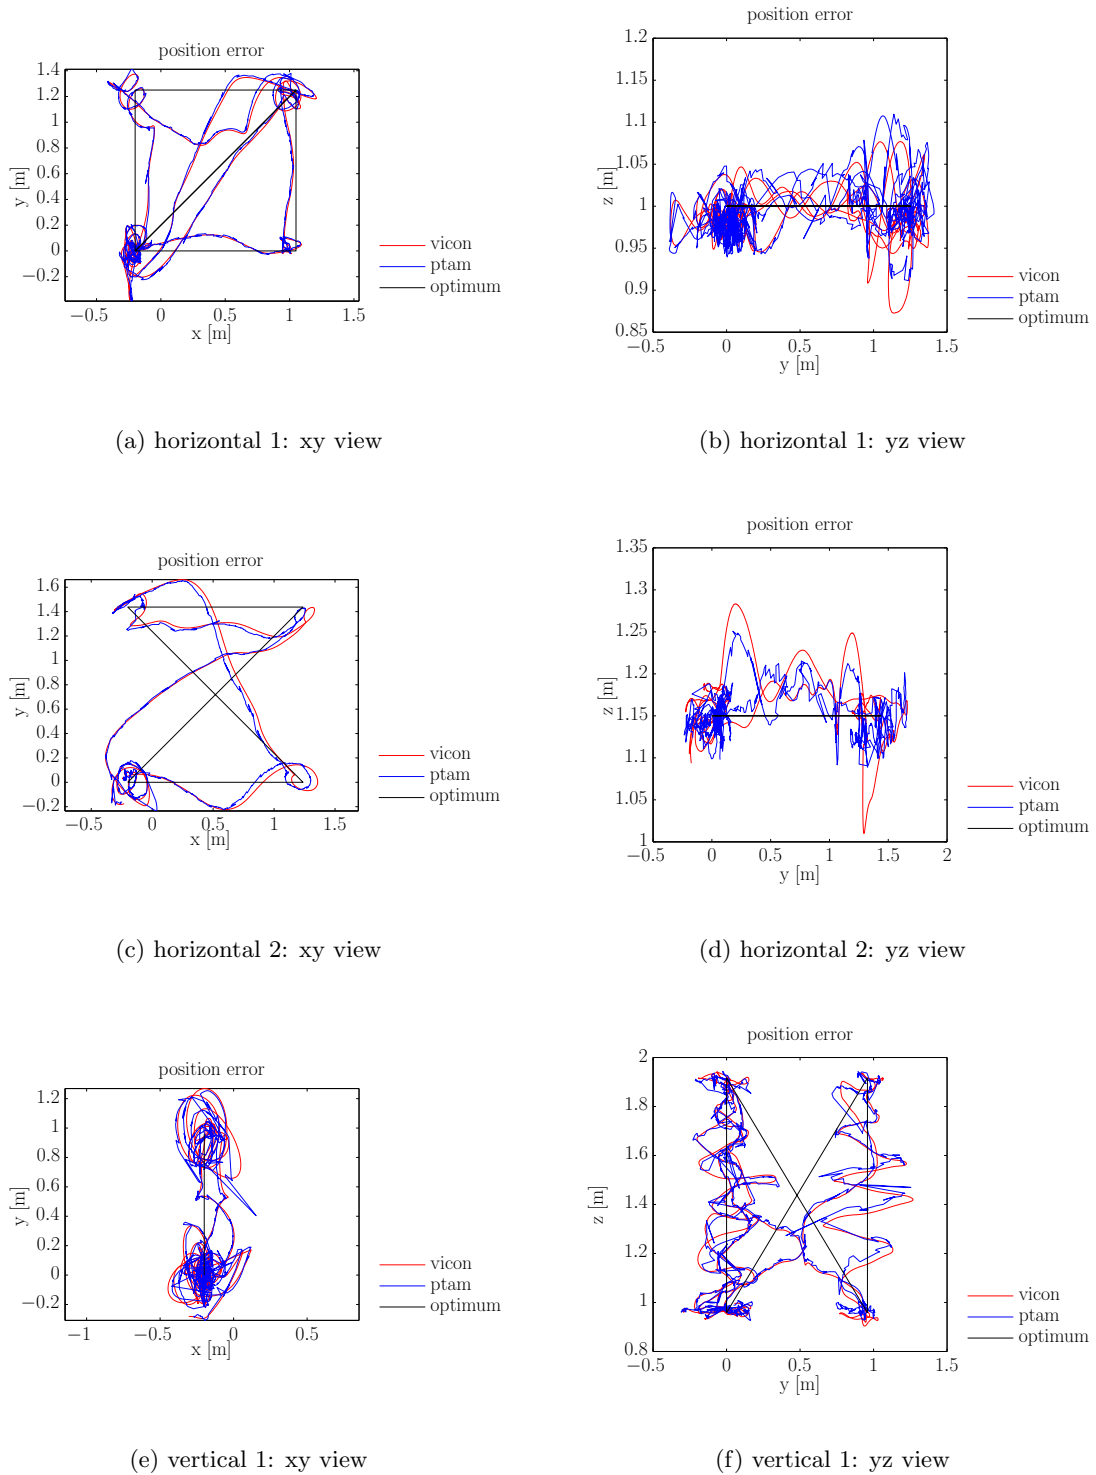 position error
1.4
1.2
1
0.8
0.6
0.4
0.2
0
−0.2
y [m]
−0.5 0 0.5 1 1.5
x [m]
vicon
ptam
optimum
(a) horizontal 1: xy view
position error
1.2
1.15
1.1
1.05
1
0.95
0.9
0.85
z [m]
−0.5 0 0.5 1 1.5
y [m]
vicon
ptam
optimum
(b) horizontal 1: yz view
position error
1.6
1.4
1.2
1
0.8
0.6
0.4
0.2
0
−0.2
y [m]
−0.5 0 0.5 1 1.5
x [m]
vicon
ptam
optimum
(c) horizontal 2: xy view
position error
1.35
1.3
1.25
1.2
1.15
1.1
1.05
1
z [m]
−0.5 0 0.5 1 1.5 2
y [m]
vicon
ptam
optimum
(d) horizontal 2: yz view
position error
1.2
1
0.8
0.6
0.4
0.2
0
−0.2
y [m]
−1 −0.5 0 0.5
x [m]
vicon
ptam
optimum
(e) vertical 1: xy view
position error
2
1.8
1.6
1.4
1.2
1
0.8
z [m]
−0.5 0 0.5 1 1.5
y [m]
vicon
ptam
optimum
(f) vertical 1: yz view